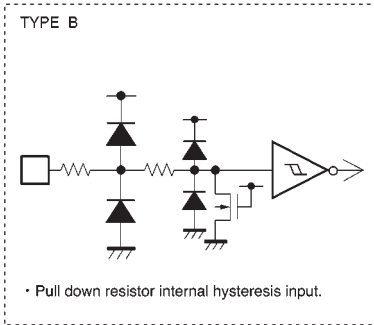 TYPE B
・Pull down resistor internal hysteresis input.